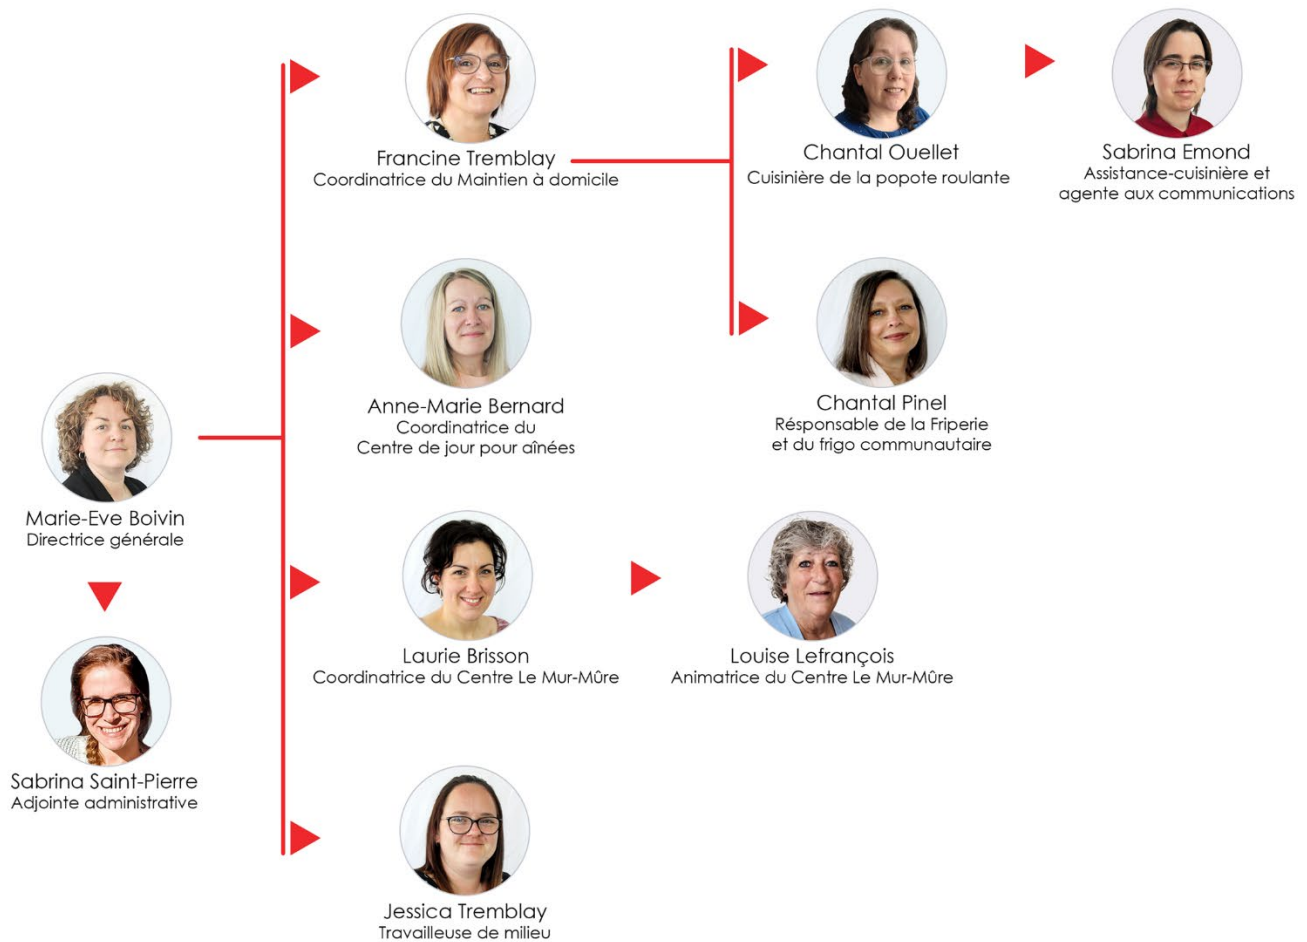 Francine Tremblay
Coordinatrice du Maintien à domicile
Chantal Ouellet
Cuisinière de la popote roulante
Sabrina Emond
Assistance-cuisinière et
agente aux communications
Anne-Marie Bernard
Coordinatrice du
Centre de jour pour aînées
Chantal Pinel
Résponsable de la Friperie
et du frigo communautaire
Marie-Eve Boivin
Directrice générale
Laurie Brisson
Coordinatrice du Centre Le Mur-Mûre
Louise Lefrançois
Animatrice du Centre Le Mur-Mûre
Sabrina Saint-Pierre
Adjointe administrative
Jessica Tremblay
Travailleuse de milieu